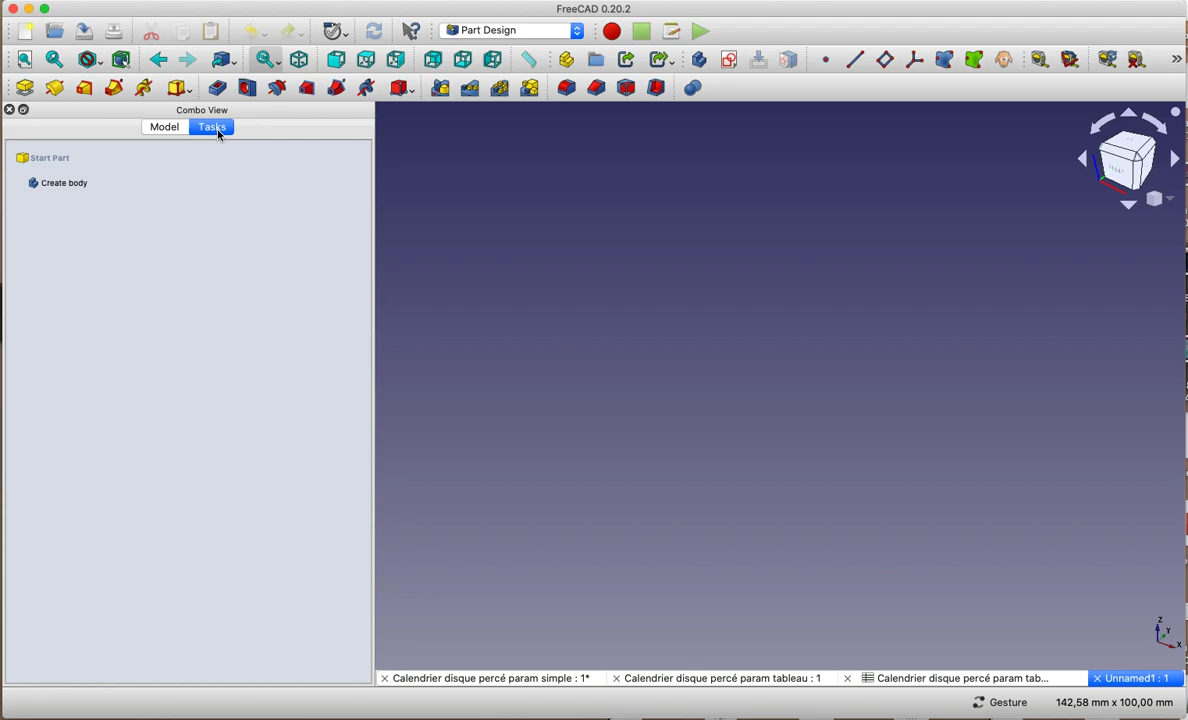 FreeCAD 0.20.2
Part Design
Combo View
Model Tasks
Start Part
Create body
FRONT
Z
Y
X
Calendrier disque percé param simple : 1* Calendrier disque percé param tableau : 1 Calendrier disque percé param tab... Unnamed1 : 1
Gesture 142,58 mm x 100,00 mm